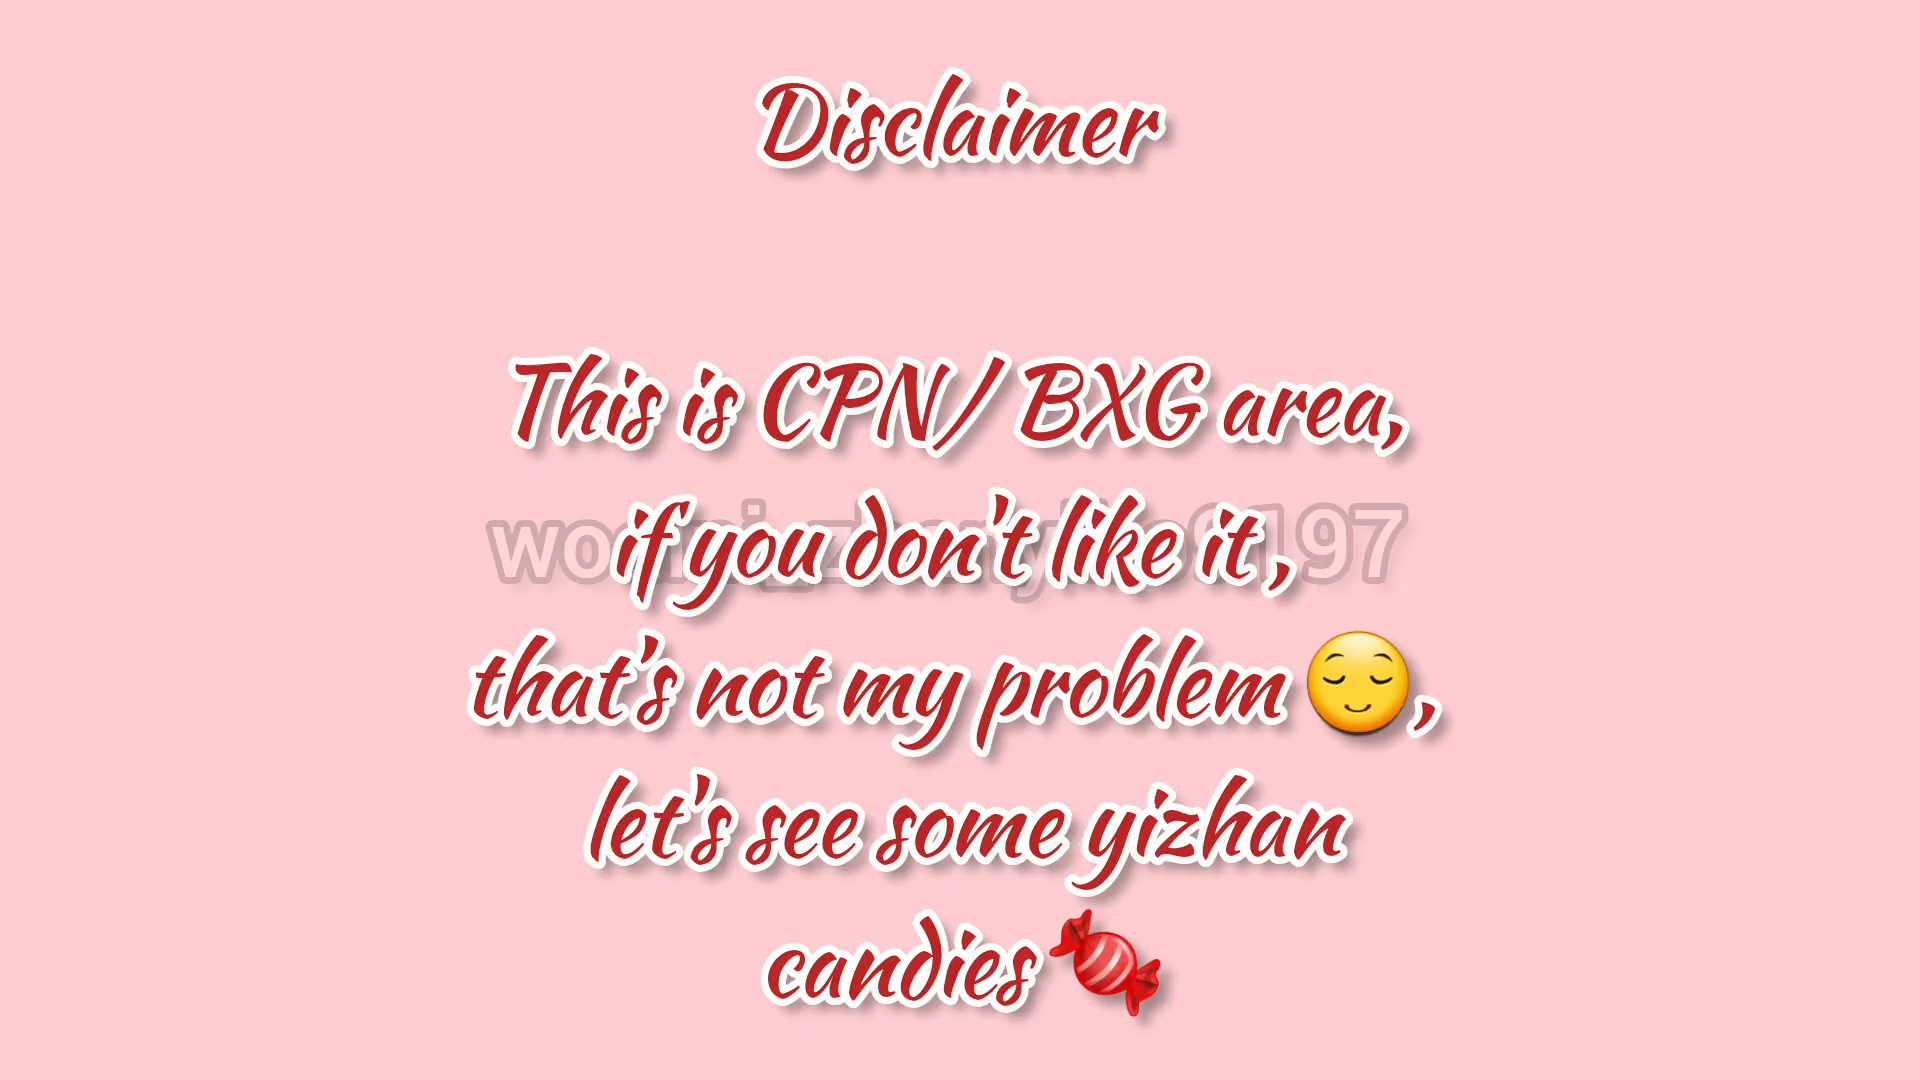 Disclaimer
This is CPN/ BXG area,
if you don't like it ,
that's not my problem 😌,
let's see some yizhan
candies 🍬